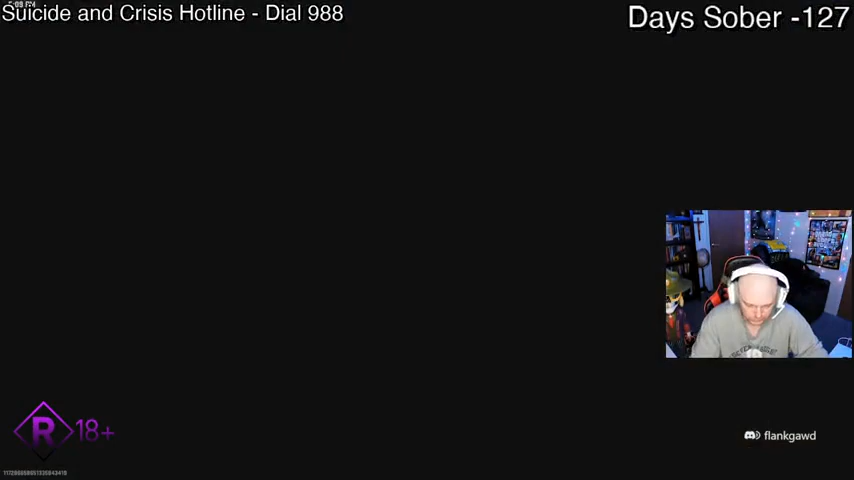 Suicide and Crisis Hotline - Dial 988
Days Sober -127
R 18+
flankgawd